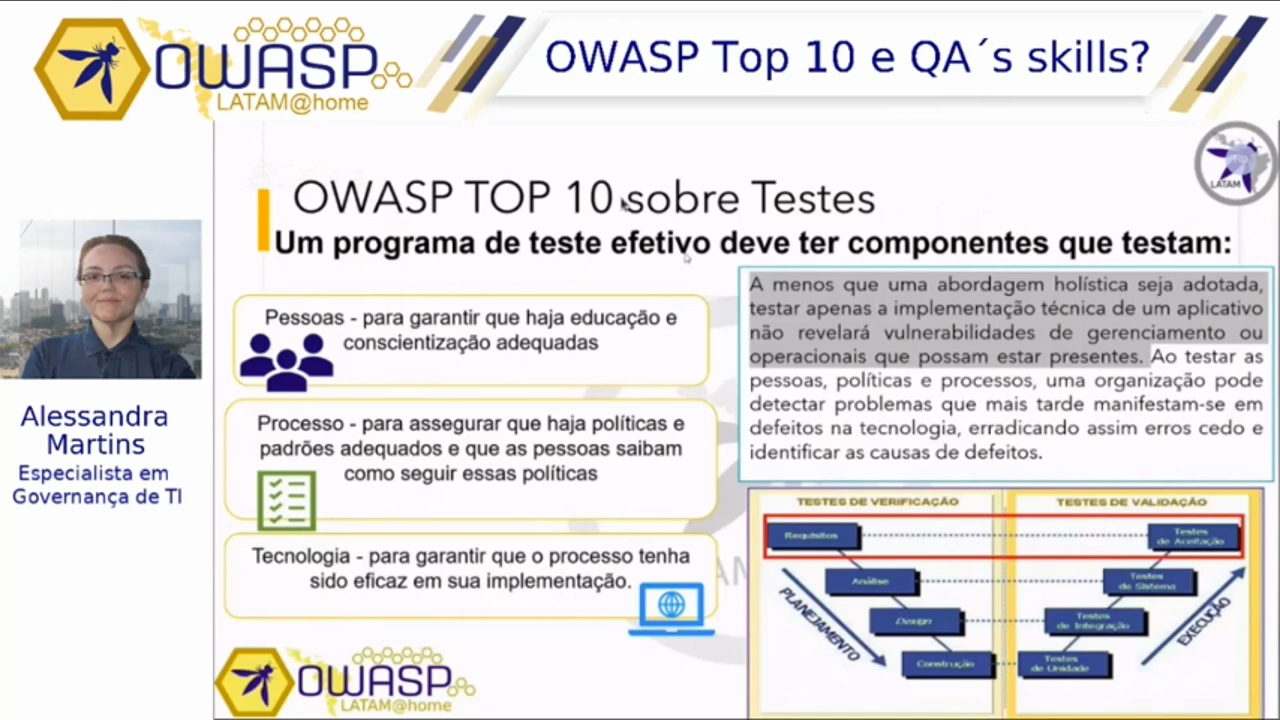 OWASP
LATAM@home
OWASP Top 10 e QA´s skills?
LATAM
OWASP TOP 10 sobre Testes
Um programa de teste efetivo deve ter componentes que testam:
Pessoas - para garantir que haja educação e
conscientização adequadas
Processo - para assegurar que haja políticas e
padrões adequados e que as pessoas saibam
como seguir essas políticas
Tecnologia - para garantir que o processo tenha
sido eficaz em sua implementação.
A menos que uma abordagem holística seja adotada,
testar apenas a implementação técnica de um aplicativo
não revelará vulnerabilidades de gerenciamento ou
operacionais que possam estar presentes. Ao testar as
pessoas, políticas e processos, uma organização pode
detectar problemas que mais tarde manifestam-se em
defeitos na tecnologia, erradicando assim erros cedo e
identificar as causas de defeitos.
Alessandra
Martins
Especialista em
Governança de TI
TESTES DE VERIFICAÇÃO
TESTES DE VALIDAÇÃO
Requisitos
Testes
de Aceitação
Análise
Testes
de Sistema
Design
Testes
de Integração
Construção
Testes
de Unidade
PLANEJAMENTO
EXECUÇÃO
OWASP
LATAM@home